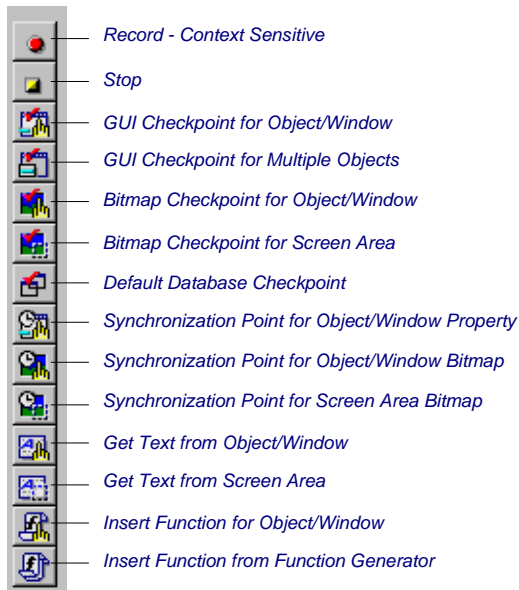 Record - Context Sensitive
Stop
GUI Checkpoint for Object/Window
GUI Checkpoint for Multiple Objects
Bitmap Checkpoint for Object/Window
Bitmap Checkpoint for Screen Area
Default Database Checkpoint
Synchronization Point for Object/Window Property
Synchronization Point for Object/Window Bitmap
Synchronization Point for Screen Area Bitmap
Get Text from Object/Window
Get Text from Screen Area
Insert Function for Object/Window
Insert Function from Function Generator